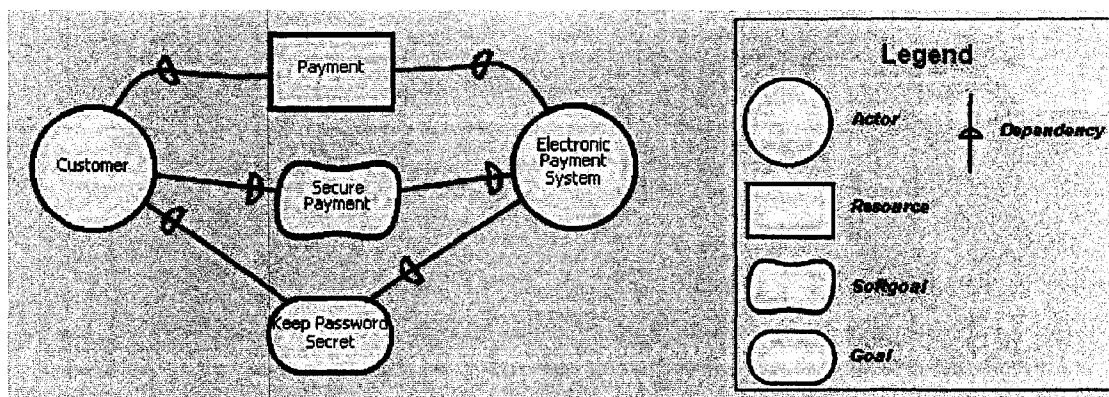 Payment
Customer
Electronic
Payment
System
Secure
Payment
Keep Password
Secret
Legend
Actor
Dependency
Resource
Softgoal
Goal